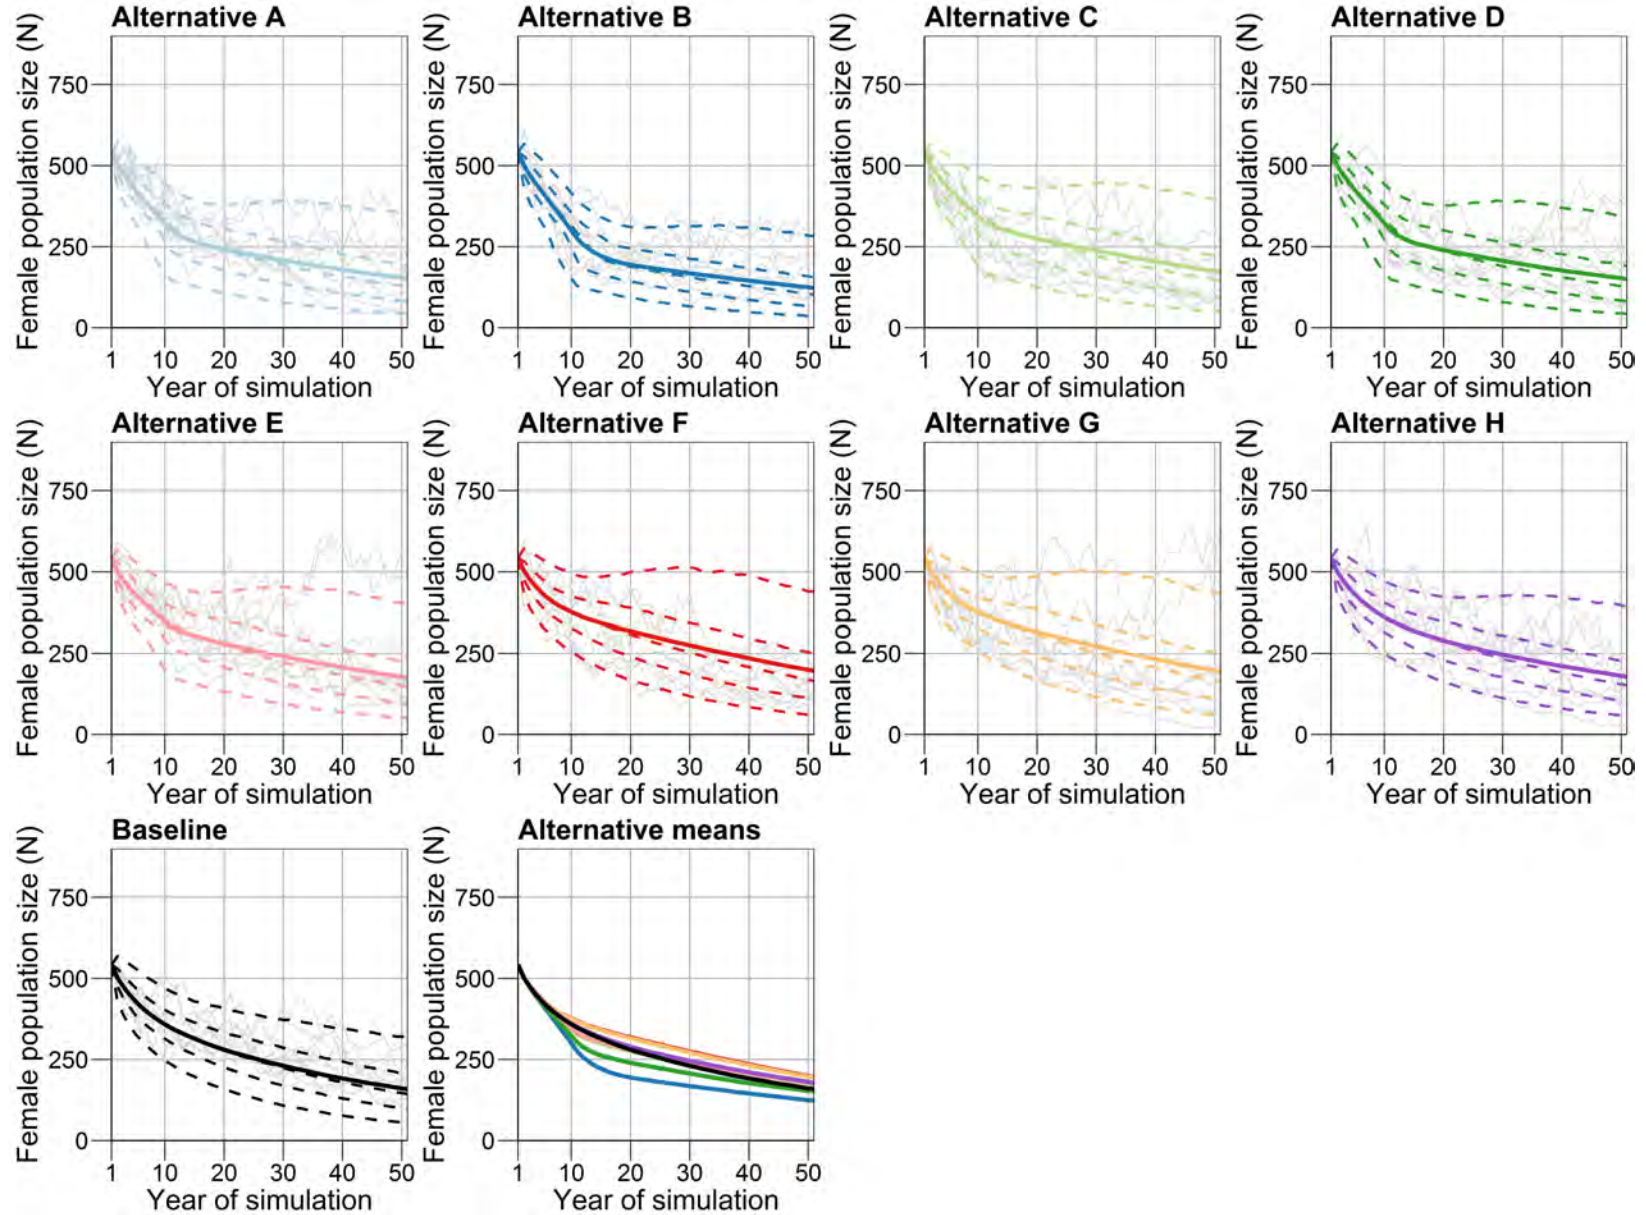 Alternative A
Alternative B
Alternative C
Alternative D
Female population size (N)
750
500
250
0
1 10 20 30 40 50
Year of simulation
Female population size (N)
750
500
250
0
1 10 20 30 40 50
Year of simulation
Female population size (N)
750
500
250
0
1 10 20 30 40 50
Year of simulation
Female population size (N)
750
500
250
0
1 10 20 30 40 50
Year of simulation
Alternative E
Alternative F
Alternative G
Alternative H
Female population size (N)
750
500
250
0
1 10 20 30 40 50
Year of simulation
Female population size (N)
750
500
250
0
1 10 20 30 40 50
Year of simulation
Female population size (N)
750
500
250
0
1 10 20 30 40 50
Year of simulation
Female population size (N)
750
500
250
0
1 10 20 30 40 50
Year of simulation
Baseline
Alternative means
Female population size (N)
750
500
250
0
1 10 20 30 40 50
Year of simulation
Female population size (N)
750
500
250
0
1 10 20 30 40 50
Year of simulation